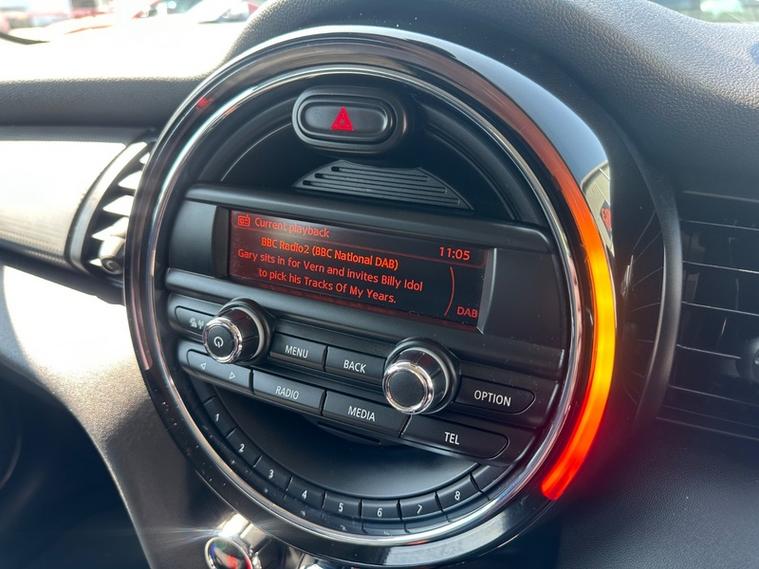 Current playback
BBC Radio2 (BBC National DAB)
11:05
Gary sits in for Vern and invites Billy Idol
to pick his Tracks Of My Years.
DAB
MENU
BACK
OPTION
RADIO
MEDIA
TEL
1
2
3
4
5
6
7
8